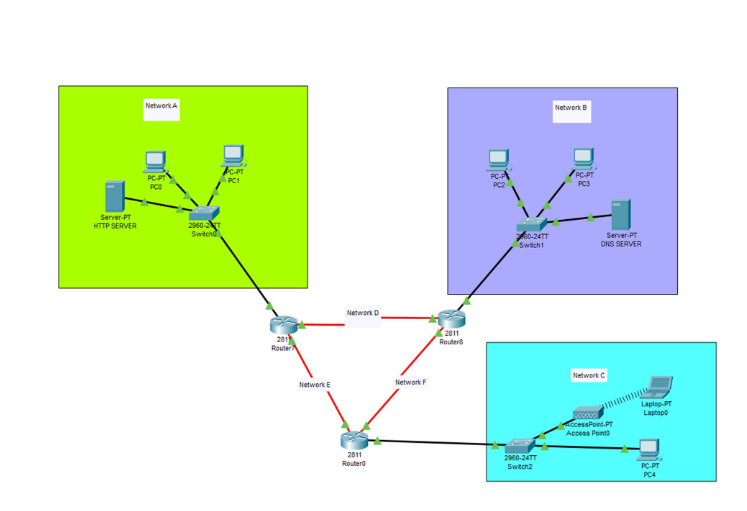 Network A
PC-PT
PC0
PC-PT
PC1
Server-PT
HTTP SERVER
2960-24TT
Switch0
Network B
PC-PT
PC2
PC-PT
PC3
2960-24TT
Switch1
Server-PT
DNS SERVER
Network D
2811
Router7
2811
Router8
Network E
Network F
2811
Router0
Network C
Laptop-PT
Laptop0
AccessPoint-PT
Access Point0
2960-24TT
Switch2
PC-PT
PC4